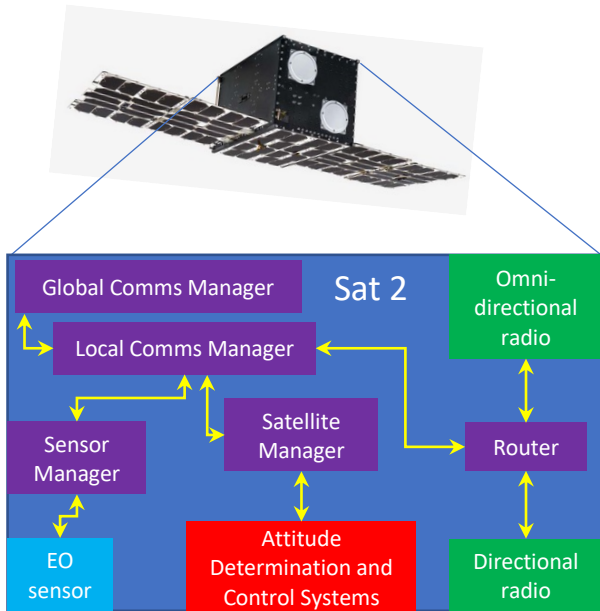 Global Comms Manager
Sat 2
Omni-
directional
radio
Local Comms Manager
Sensor
Manager
Satellite
Manager
Router
EO
sensor
Attitude
Determination and
Control Systems
Directional
radio